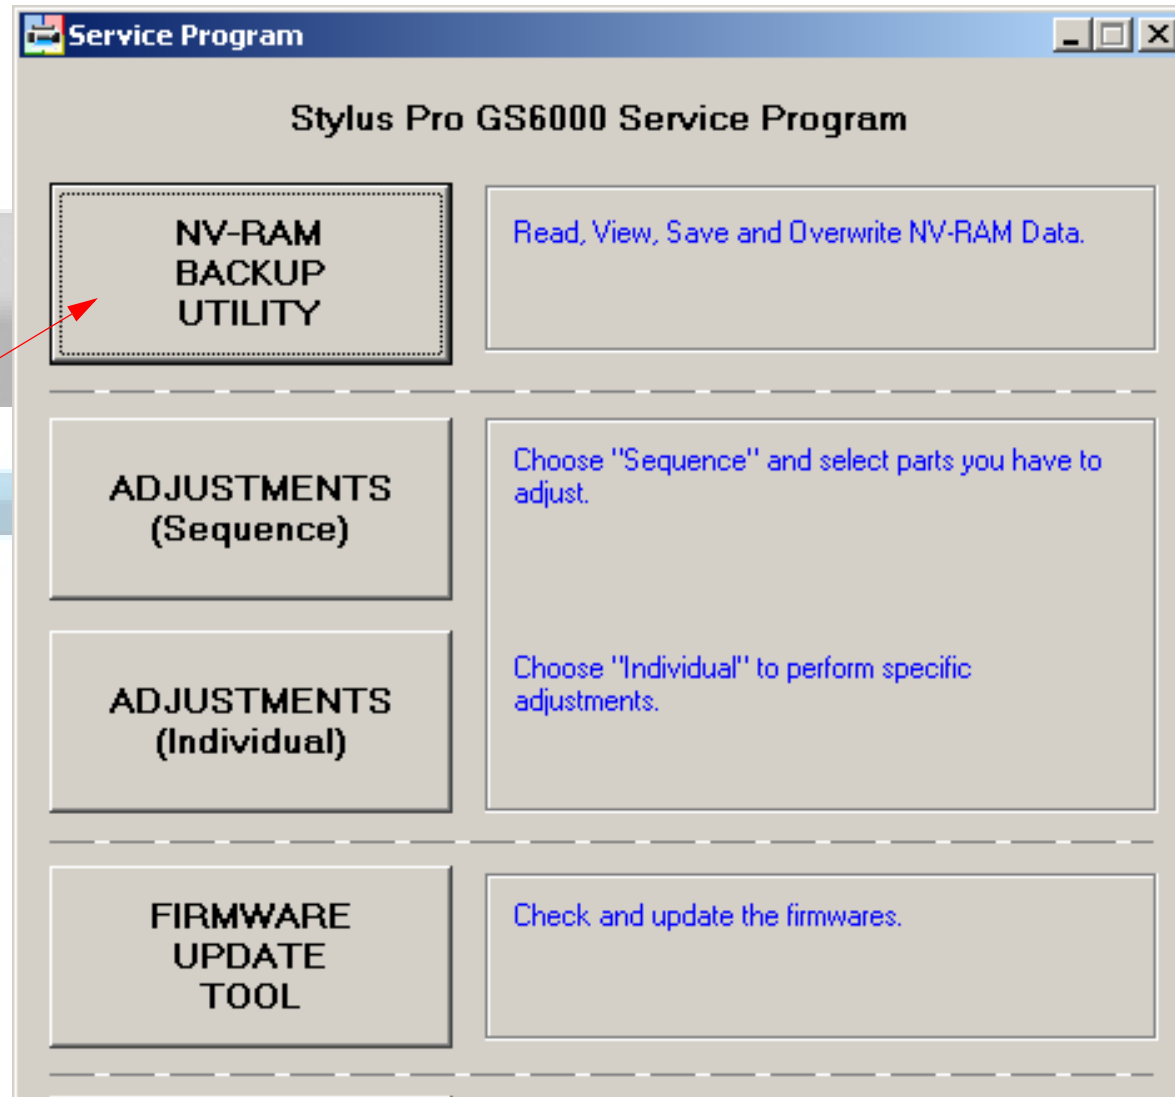 Service Program
Stylus Pro GS6000 Service Program
NV-RAM
BACKUP
UTILITY
Read, View, Save and Overwrite NV-RAM Data.
ADJUSTMENTS
(Sequence)
Choose "Sequence" and select parts you have to
adjust.
ADJUSTMENTS
(Individual)
Choose "Individual" to perform specific
adjustments.
FIRMWARE
UPDATE
TOOL
Check and update the firmwares.